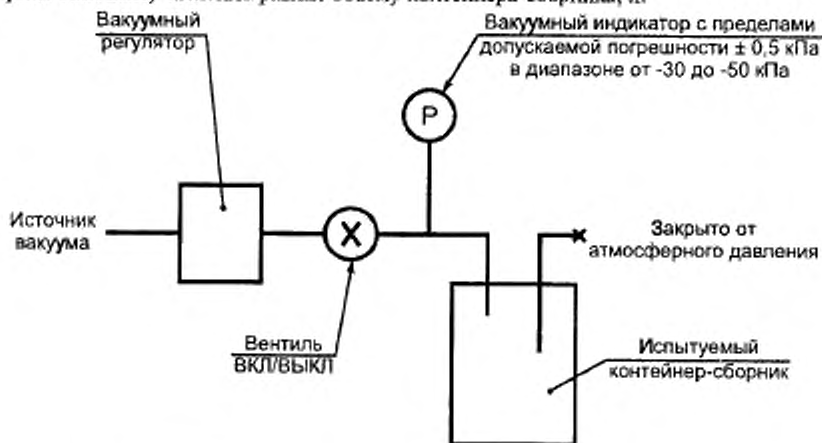 Вакуумный
регулятор
Вакуумный индикатор с пределами
допускаемой погрешности ± 0,5 кПа
в диапазоне от -30 до -50 кПа
P
Источник
вакуума
X
Закрыто от
атмосферного давления
Вентиль
ВКЛ/ВЫКЛ
Испытуемый
контейнер-сборник